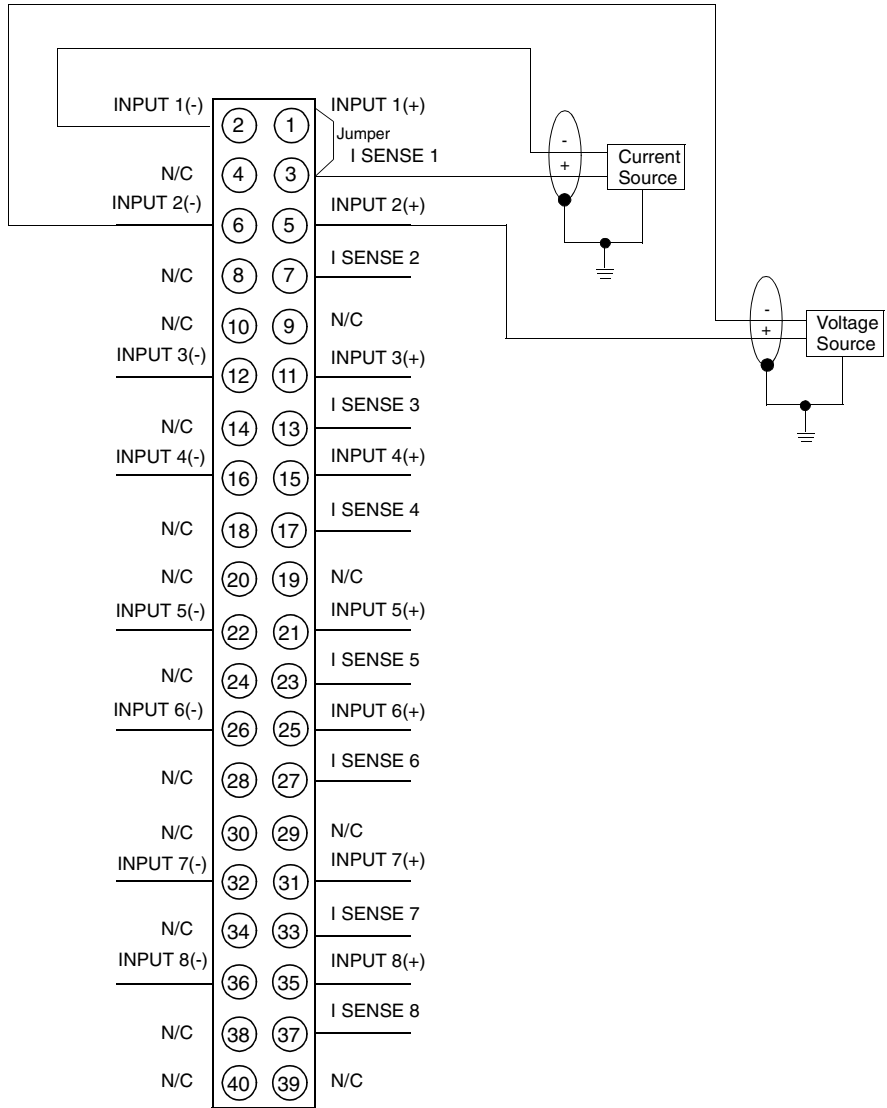 INPUT 1(-) 2 1 INPUT 1(+)
Jumper
N/C 4 3 I SENSE 1
INPUT 2(-) 6 5 INPUT 2(+)
N/C 8 7 I SENSE 2
N/C 10 9 N/C
INPUT 3(-) 12 11 INPUT 3(+)
N/C 14 13 I SENSE 3
INPUT 4(-) 16 15 INPUT 4(+)
N/C 18 17 I SENSE 4
N/C 20 19 N/C
INPUT 5(-) 22 21 INPUT 5(+)
N/C 24 23 I SENSE 5
INPUT 6(-) 26 25 INPUT 6(+)
N/C 28 27 I SENSE 6
N/C 30 29 N/C
INPUT 7(-) 32 31 INPUT 7(+)
N/C 34 33 I SENSE 7
INPUT 8(-) 36 35 INPUT 8(+)
N/C 38 37 I SENSE 8
N/C 40 39 N/C
-
+
Current
Source
-
+
Voltage
Source